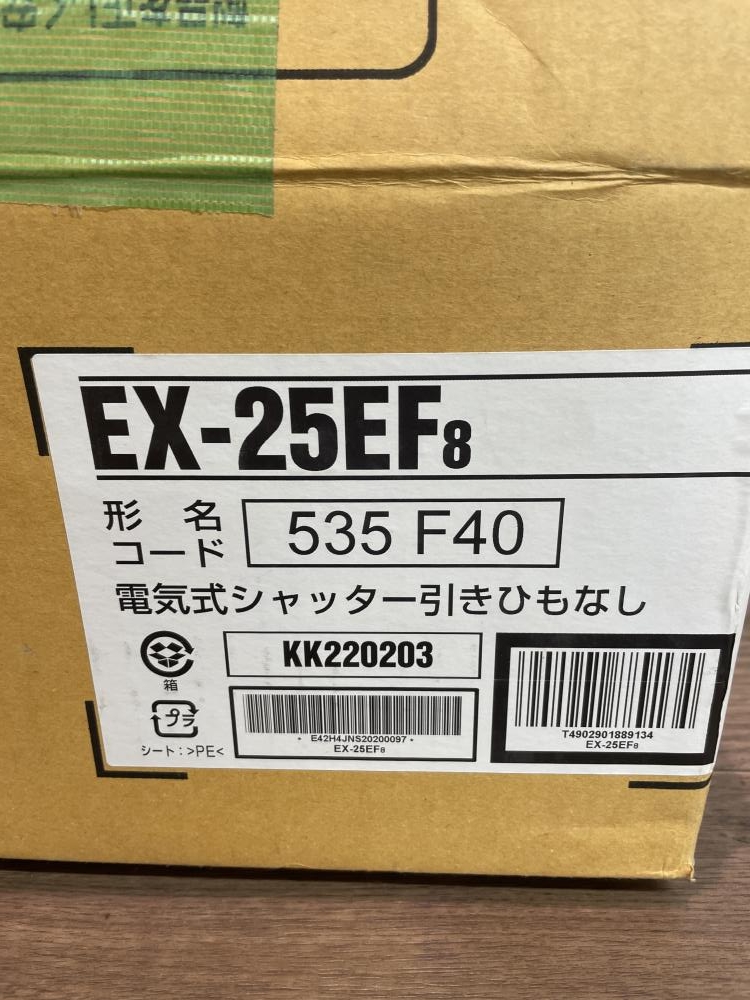 EX-25EF8
形名
コード
535 F40
電気式シャッター引きひもなし
箱
KK220203
プラ
シート:>PE<
・E42H4JNS20200097・
EX-25EF8
T4902901889134
EX-25EF8